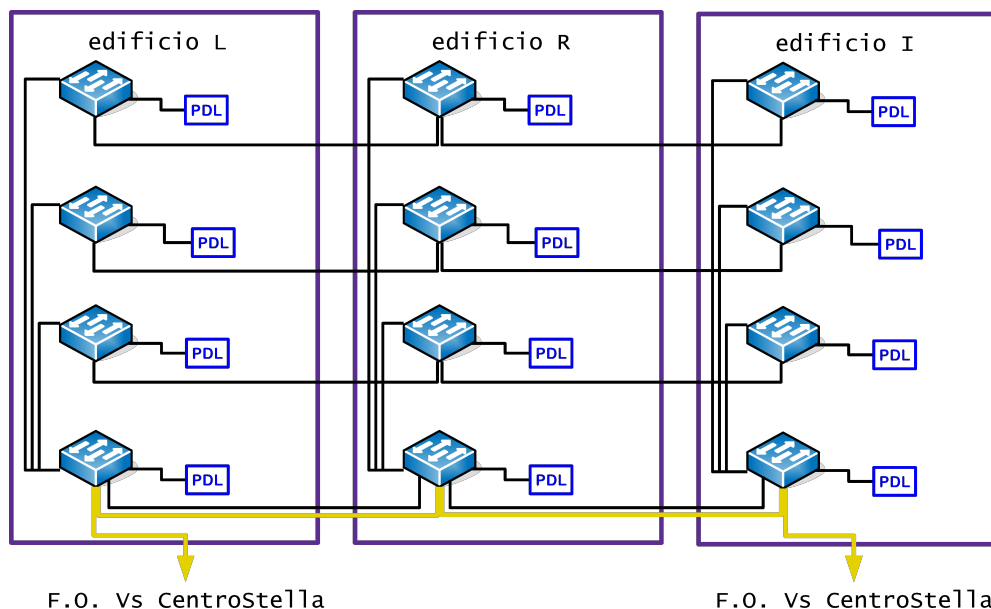 edificio L
edificio R
edificio I
PDL
PDL
PDL
PDL
PDL
PDL
PDL
PDL
PDL
PDL
PDL
PDL
F.O. Vs CentroStella
F.O. Vs CentroStella